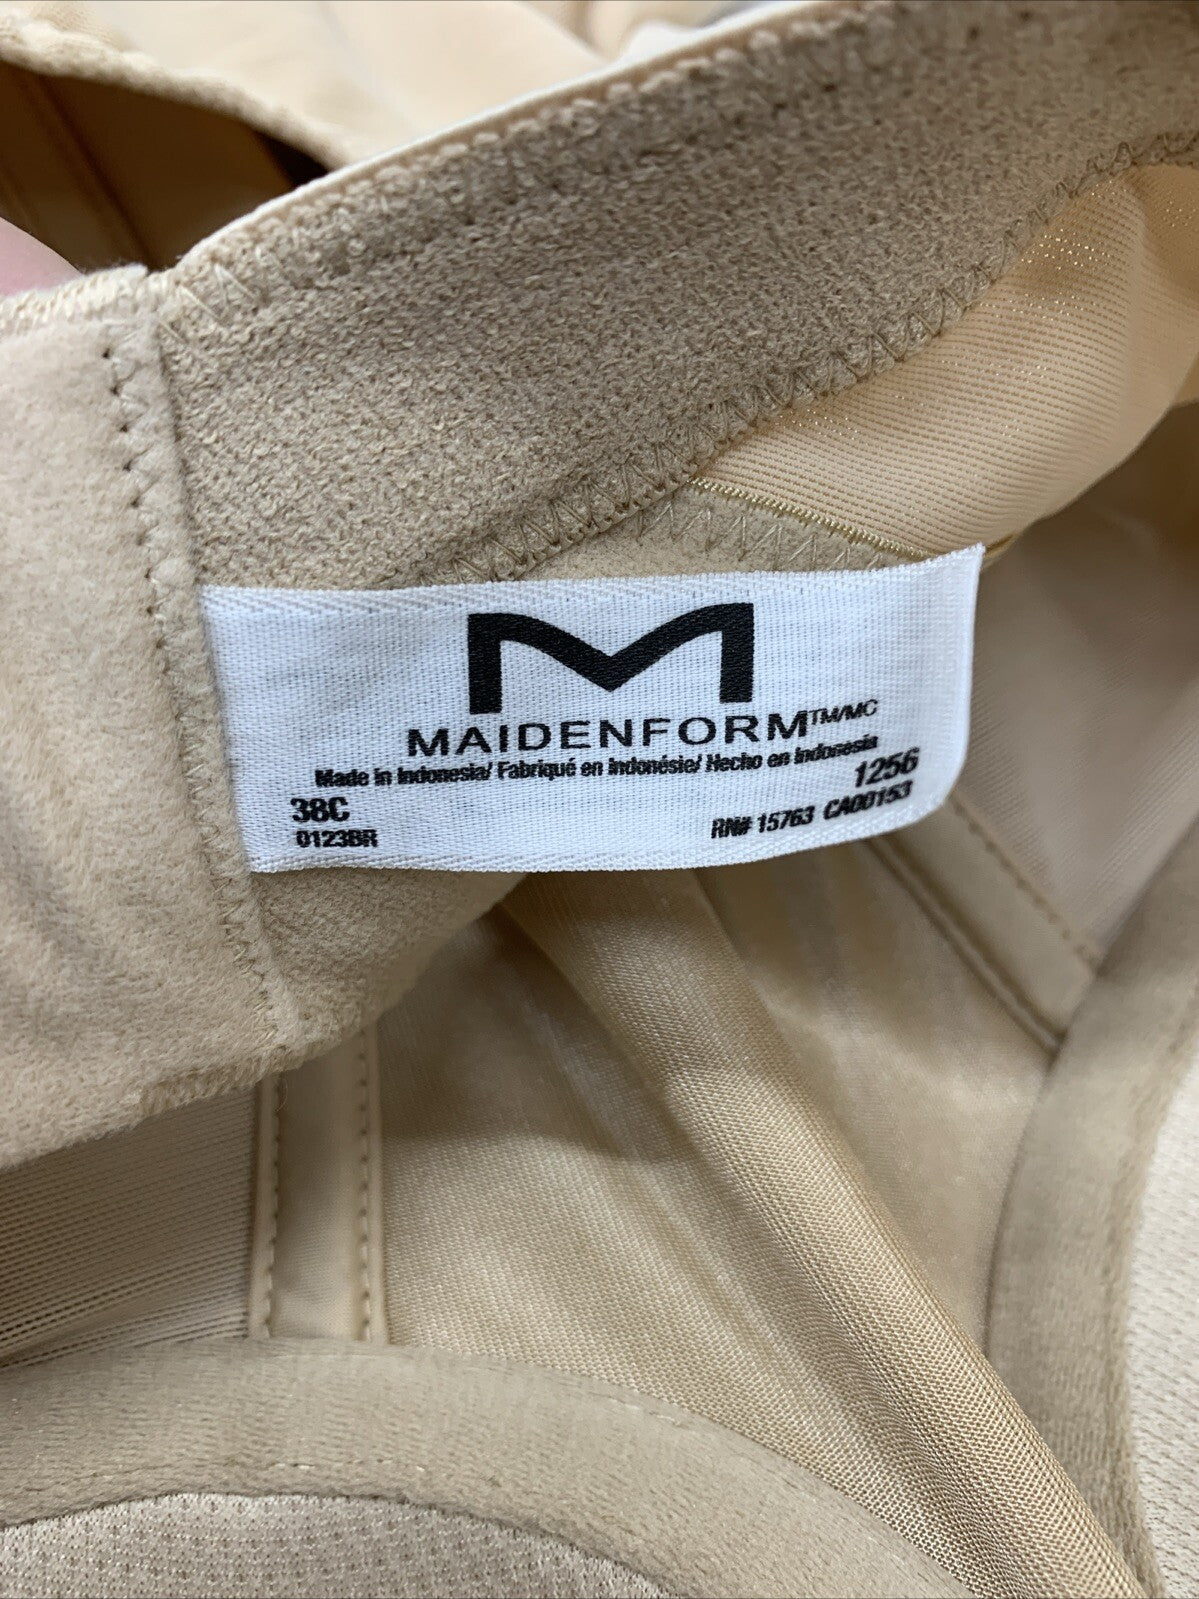 M
MAIDENFORM™/MC
Made in Indonesia/ Fabriqué en Indonésie/ Hecho en Indonesia
38C 1256
0123BR RN# 15763 CA00153